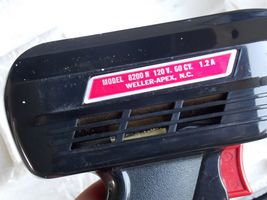 MODEL 8200 N 120 V. 60 CY. 1.2 A
WELLER-APEX, N.C.